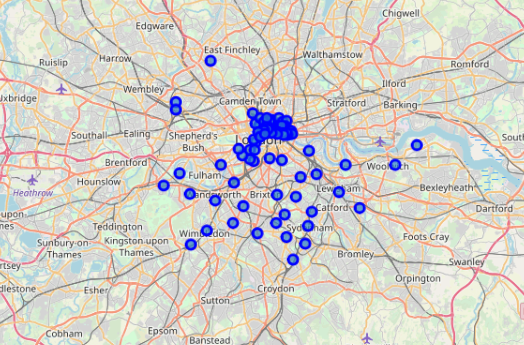 Chigwell
Edgware
East Finchley
Ruislip
Harrow
Walthamstow
Romford
Wembley
Ilford
Uxbridge
Camden Town
Stratford
Barking
Southall
Ealing
Shepherd's
Bush
Brentford
Woolwich
Heathrow
Hounslow
Fulham
Bexleyheath
Dartford
Catford
Teddington
Wimbledon
Sydenham
Foots Cray
Sunbury-on-
Thames
Kingston upon
Thames
Bromley
Swanley
Esher
Croydon
Orpington
Sutton
Cobham
Epsom
Banstead